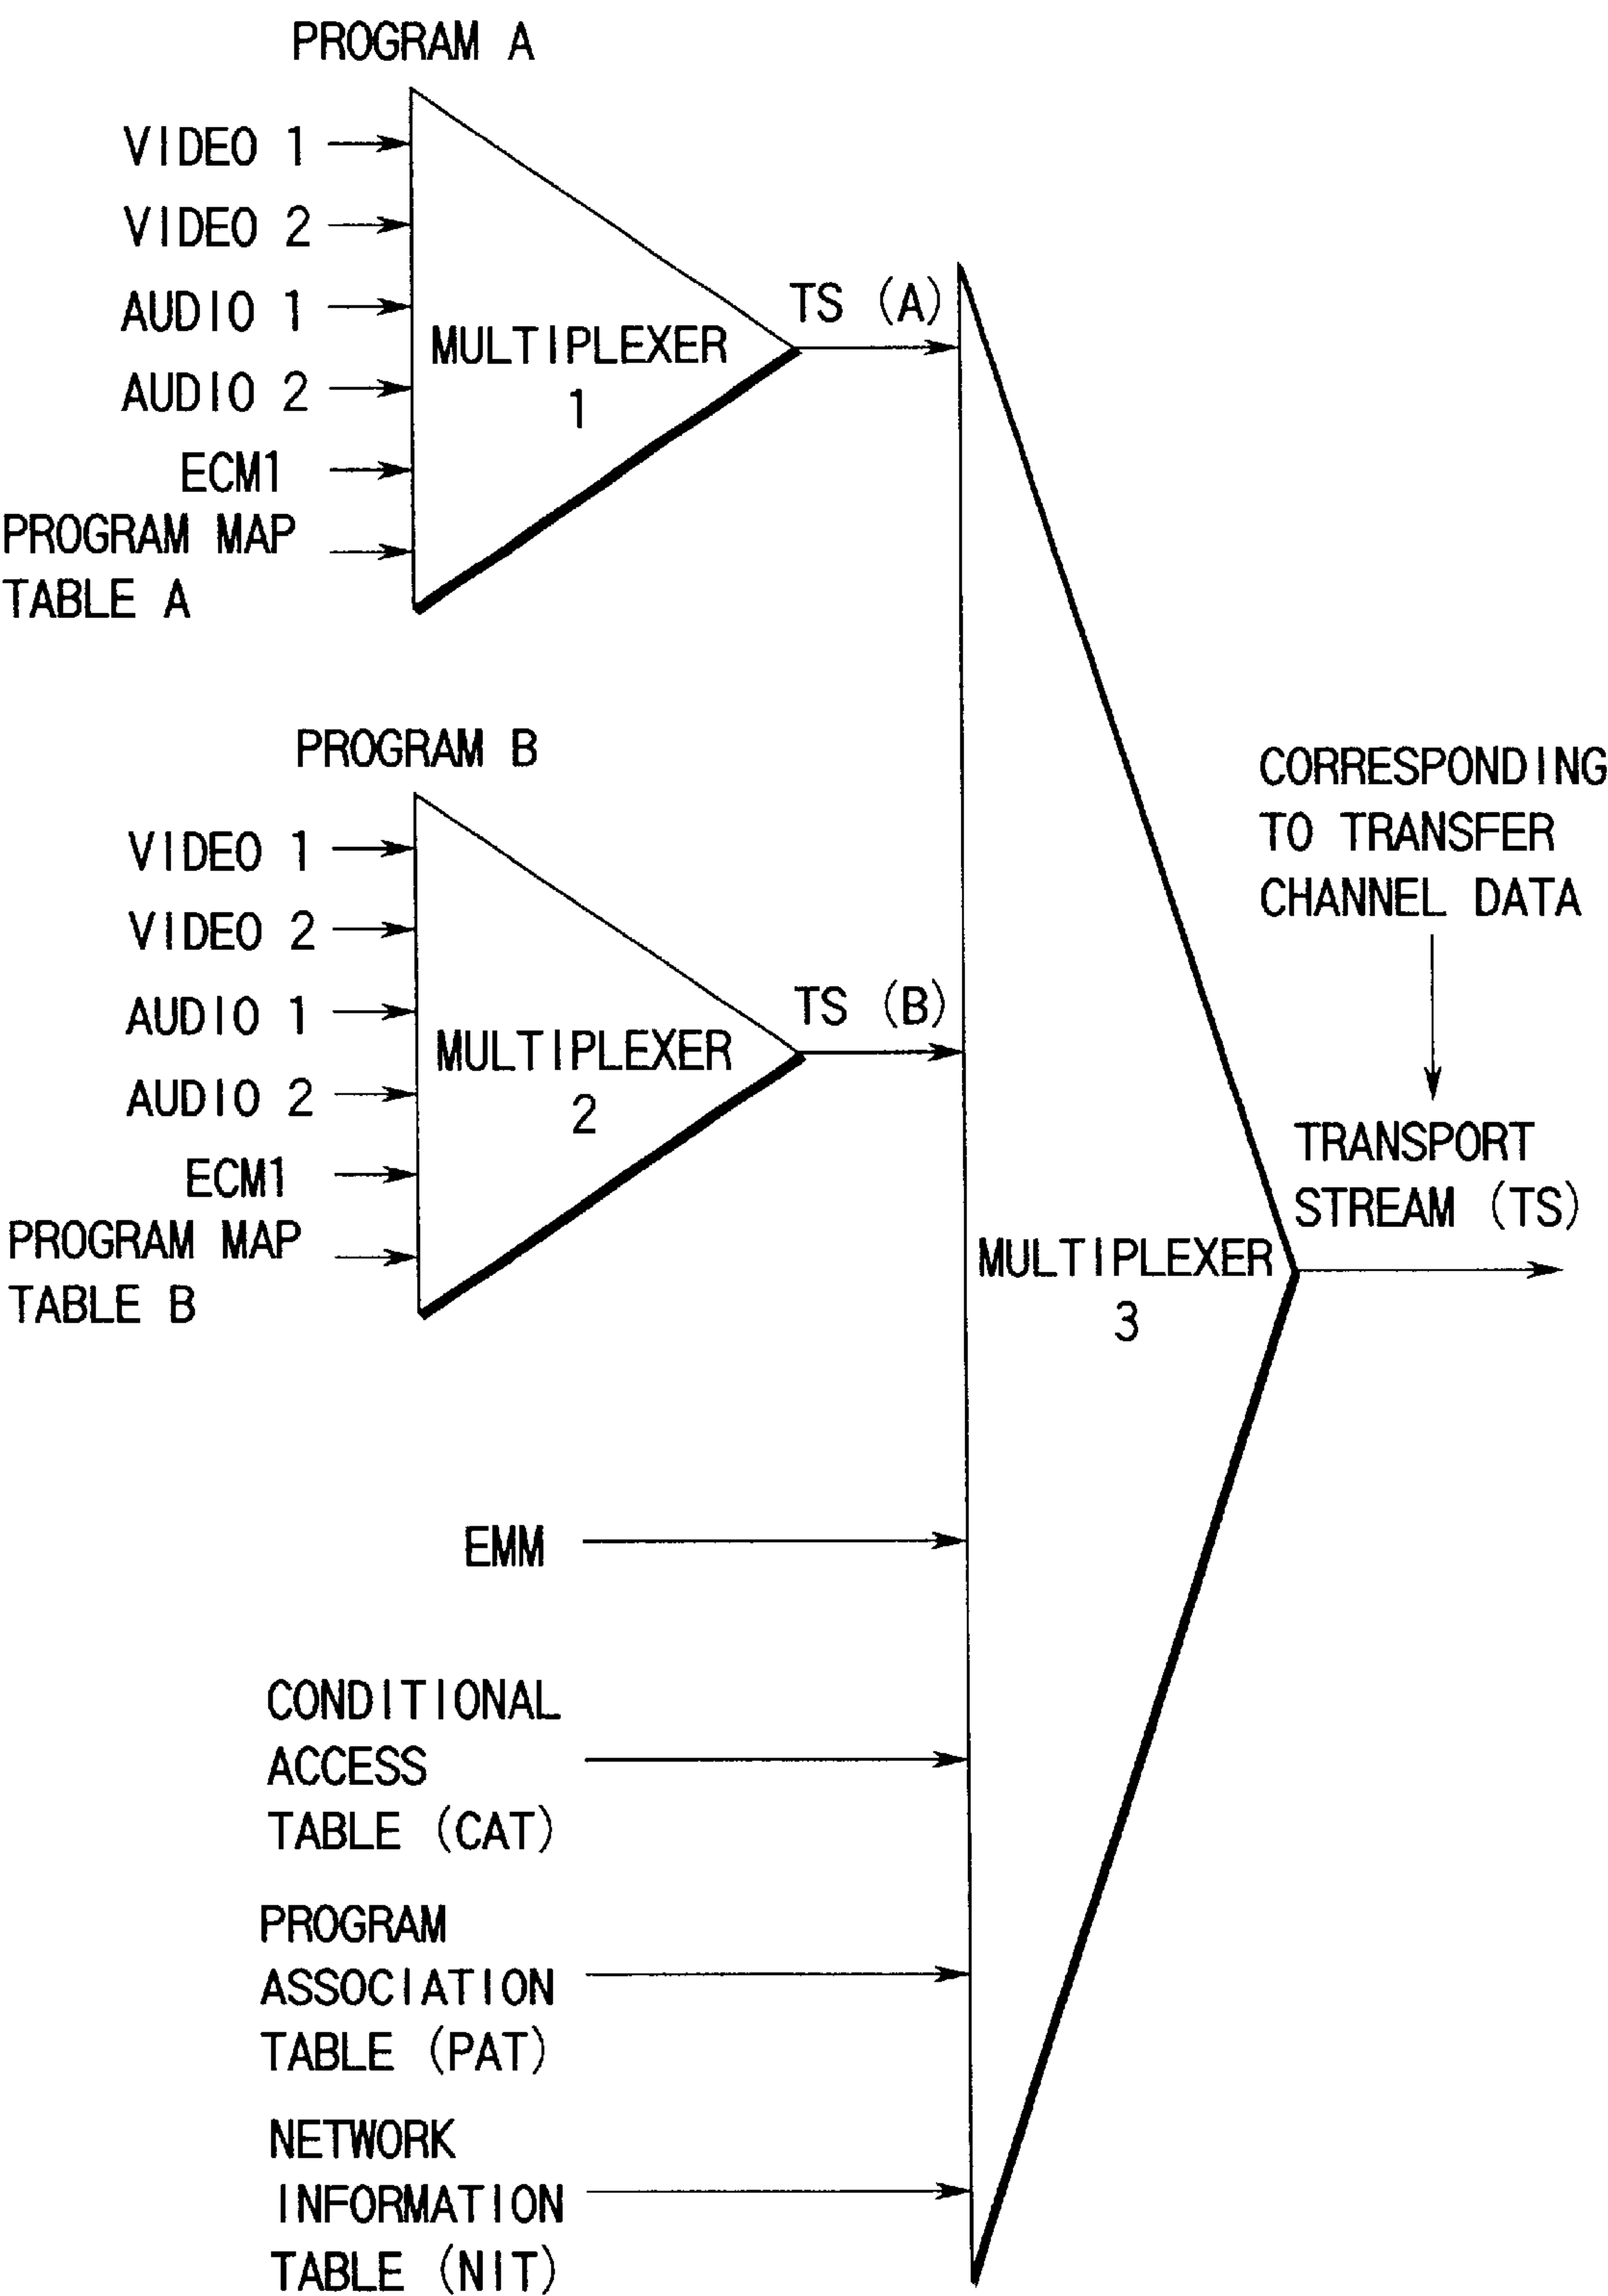 PROGRAM A
VIDEO 1
VIDEO 2
AUDIO 1
AUDIO 2
ECM1
PROGRAM MAP
TABLE A
MULTIPLEXER
1
TS (A)
PROGRAM B
VIDEO 1
VIDEO 2
AUDIO 1
AUDIO 2
ECM1
PROGRAM MAP
TABLE B
MULTIPLEXER
2
TS (B)
EMM
CONDITIONAL
ACCESS
TABLE (CAT)
PROGRAM
ASSOCIATION
TABLE (PAT)
NETWORK
INFORMATION
TABLE (NIT)
MULTIPLEXER
3
CORRESPONDING
TO TRANSFER
CHANNEL DATA
TRANSPORT
STREAM (TS)